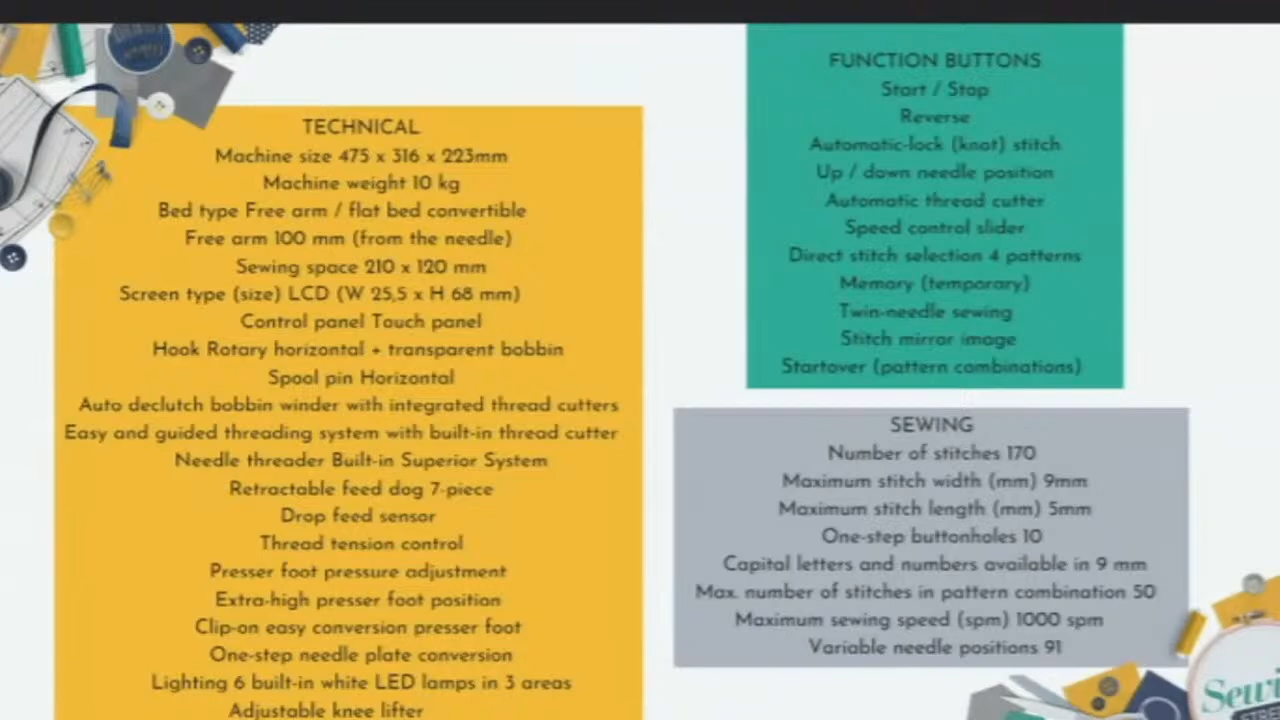 TECHNICAL
Machine size 475 x 316 x 223mm
Machine weight 10 kg
Bed type Free arm / flat bed convertible
Free arm 100 mm (from the needle)
Sewing space 210 x 120 mm
Screen type (size) LCD (W 25,5 x H 68 mm)
Control panel Touch panel
Hook Rotary horizontal + transparent bobbin
Spool pin Horizontal
Auto declutch bobbin winder with integrated thread cutters
Easy and guided threading system with built-in thread cutter
Needle threader Built-in Superior System
Retractable feed dog 7-piece
Drop feed sensor
Thread tension control
Presser foot pressure adjustment
Extra-high presser foot position
Clip-on easy conversion presser foot
One-step needle plate conversion
Lighting 6 built-in white LED lamps in 3 areas
Adjustable knee lifter
FUNCTION BUTTONS
Start / Stop
Reverse
Automatic-lock (knot) stitch
Up / down needle position
Automatic thread cutter
Speed control slider
Direct stitch selection 4 patterns
Memory (temporary)
Twin-needle sewing
Stitch mirror image
Startover (pattern combinations)
SEWING
Number of stitches 170
Maximum stitch width (mm) 9mm
Maximum stitch length (mm) 5mm
One-step buttonholes 10
Capital letters and numbers available in 9 mm
Max. number of stitches in pattern combination 50
Maximum sewing speed (spm) 1000 spm
Variable needle positions 91
Sewi